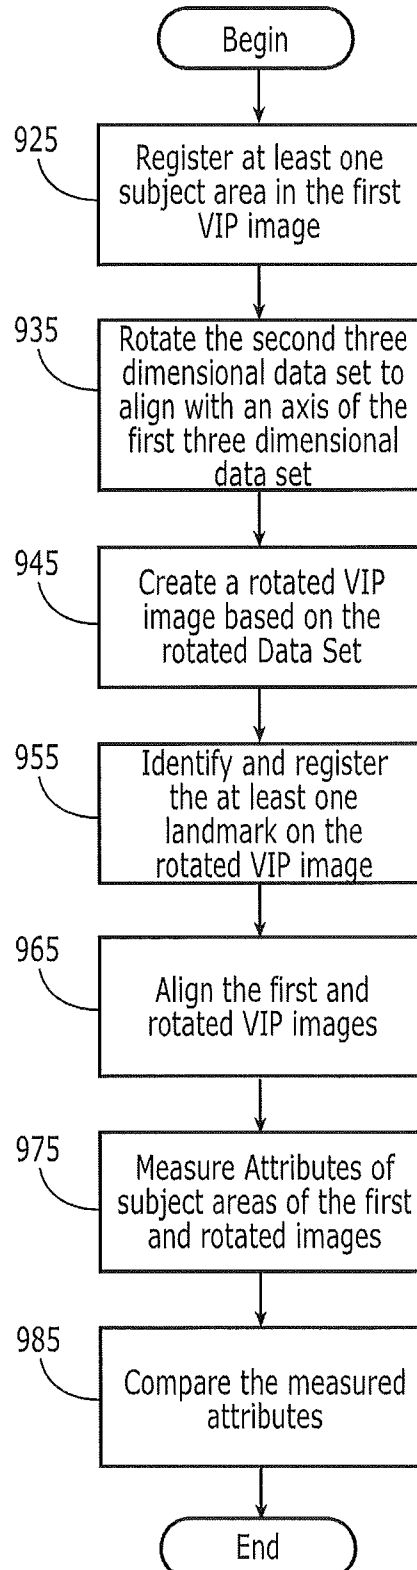 Begin
925
Register at least one
subject area in the first
VIP image
935
Rotate the second three
dimensional data set to
align with an axis of the
first three dimensional
data set
945
Create a rotated VIP
image based on the
rotated Data Set
955
Identify and register
the at least one
landmark on the
rotated VIP image
965
Align the first and
rotated VIP images
975
Measure Attributes of
subject areas of the first
and rotated images
985
Compare the measured
attributes
End